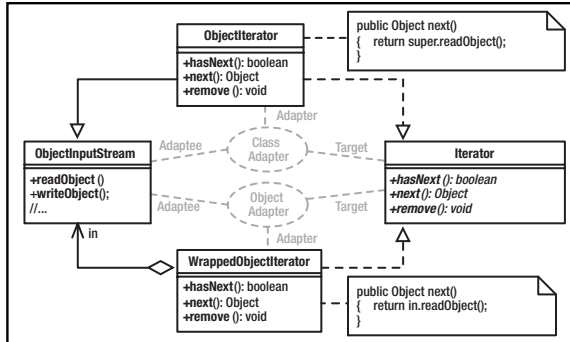 ObjectIterator
+hasNext(): boolean
+next(): Object
+remove (): void
public Object next()
{ return super.readObject();
}
Adapter
Class
Adapter
Adaptee
Target
ObjectInputStream
+readObject ()
+writeObject();
//...
Iterator
+hasNext(): boolean
+next(): Object
+remove(): void
Object
Adapter
Adaptee
Target
Adapter
in
WrappedObjectIterator
+hasNext(): boolean
+next(): Object
+remove (): void
public Object next()
{ return in.readObject();
}